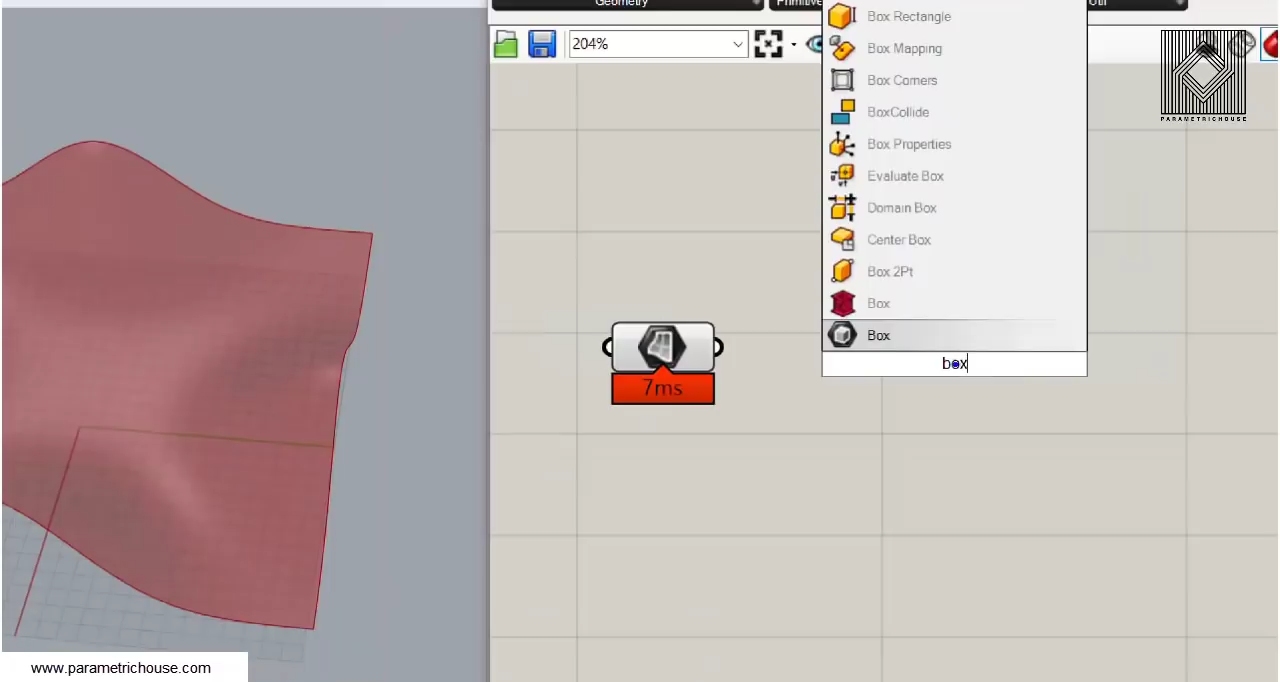 Geometry
Primitive
Util
204%
PARAMETRICHOUSE
Box Rectangle
Box Mapping
Box Corners
BoxCollide
Box Properties
Evaluate Box
Domain Box
Center Box
Box 2Pt
Box
Box
box
7ms
www.parametrichouse.com